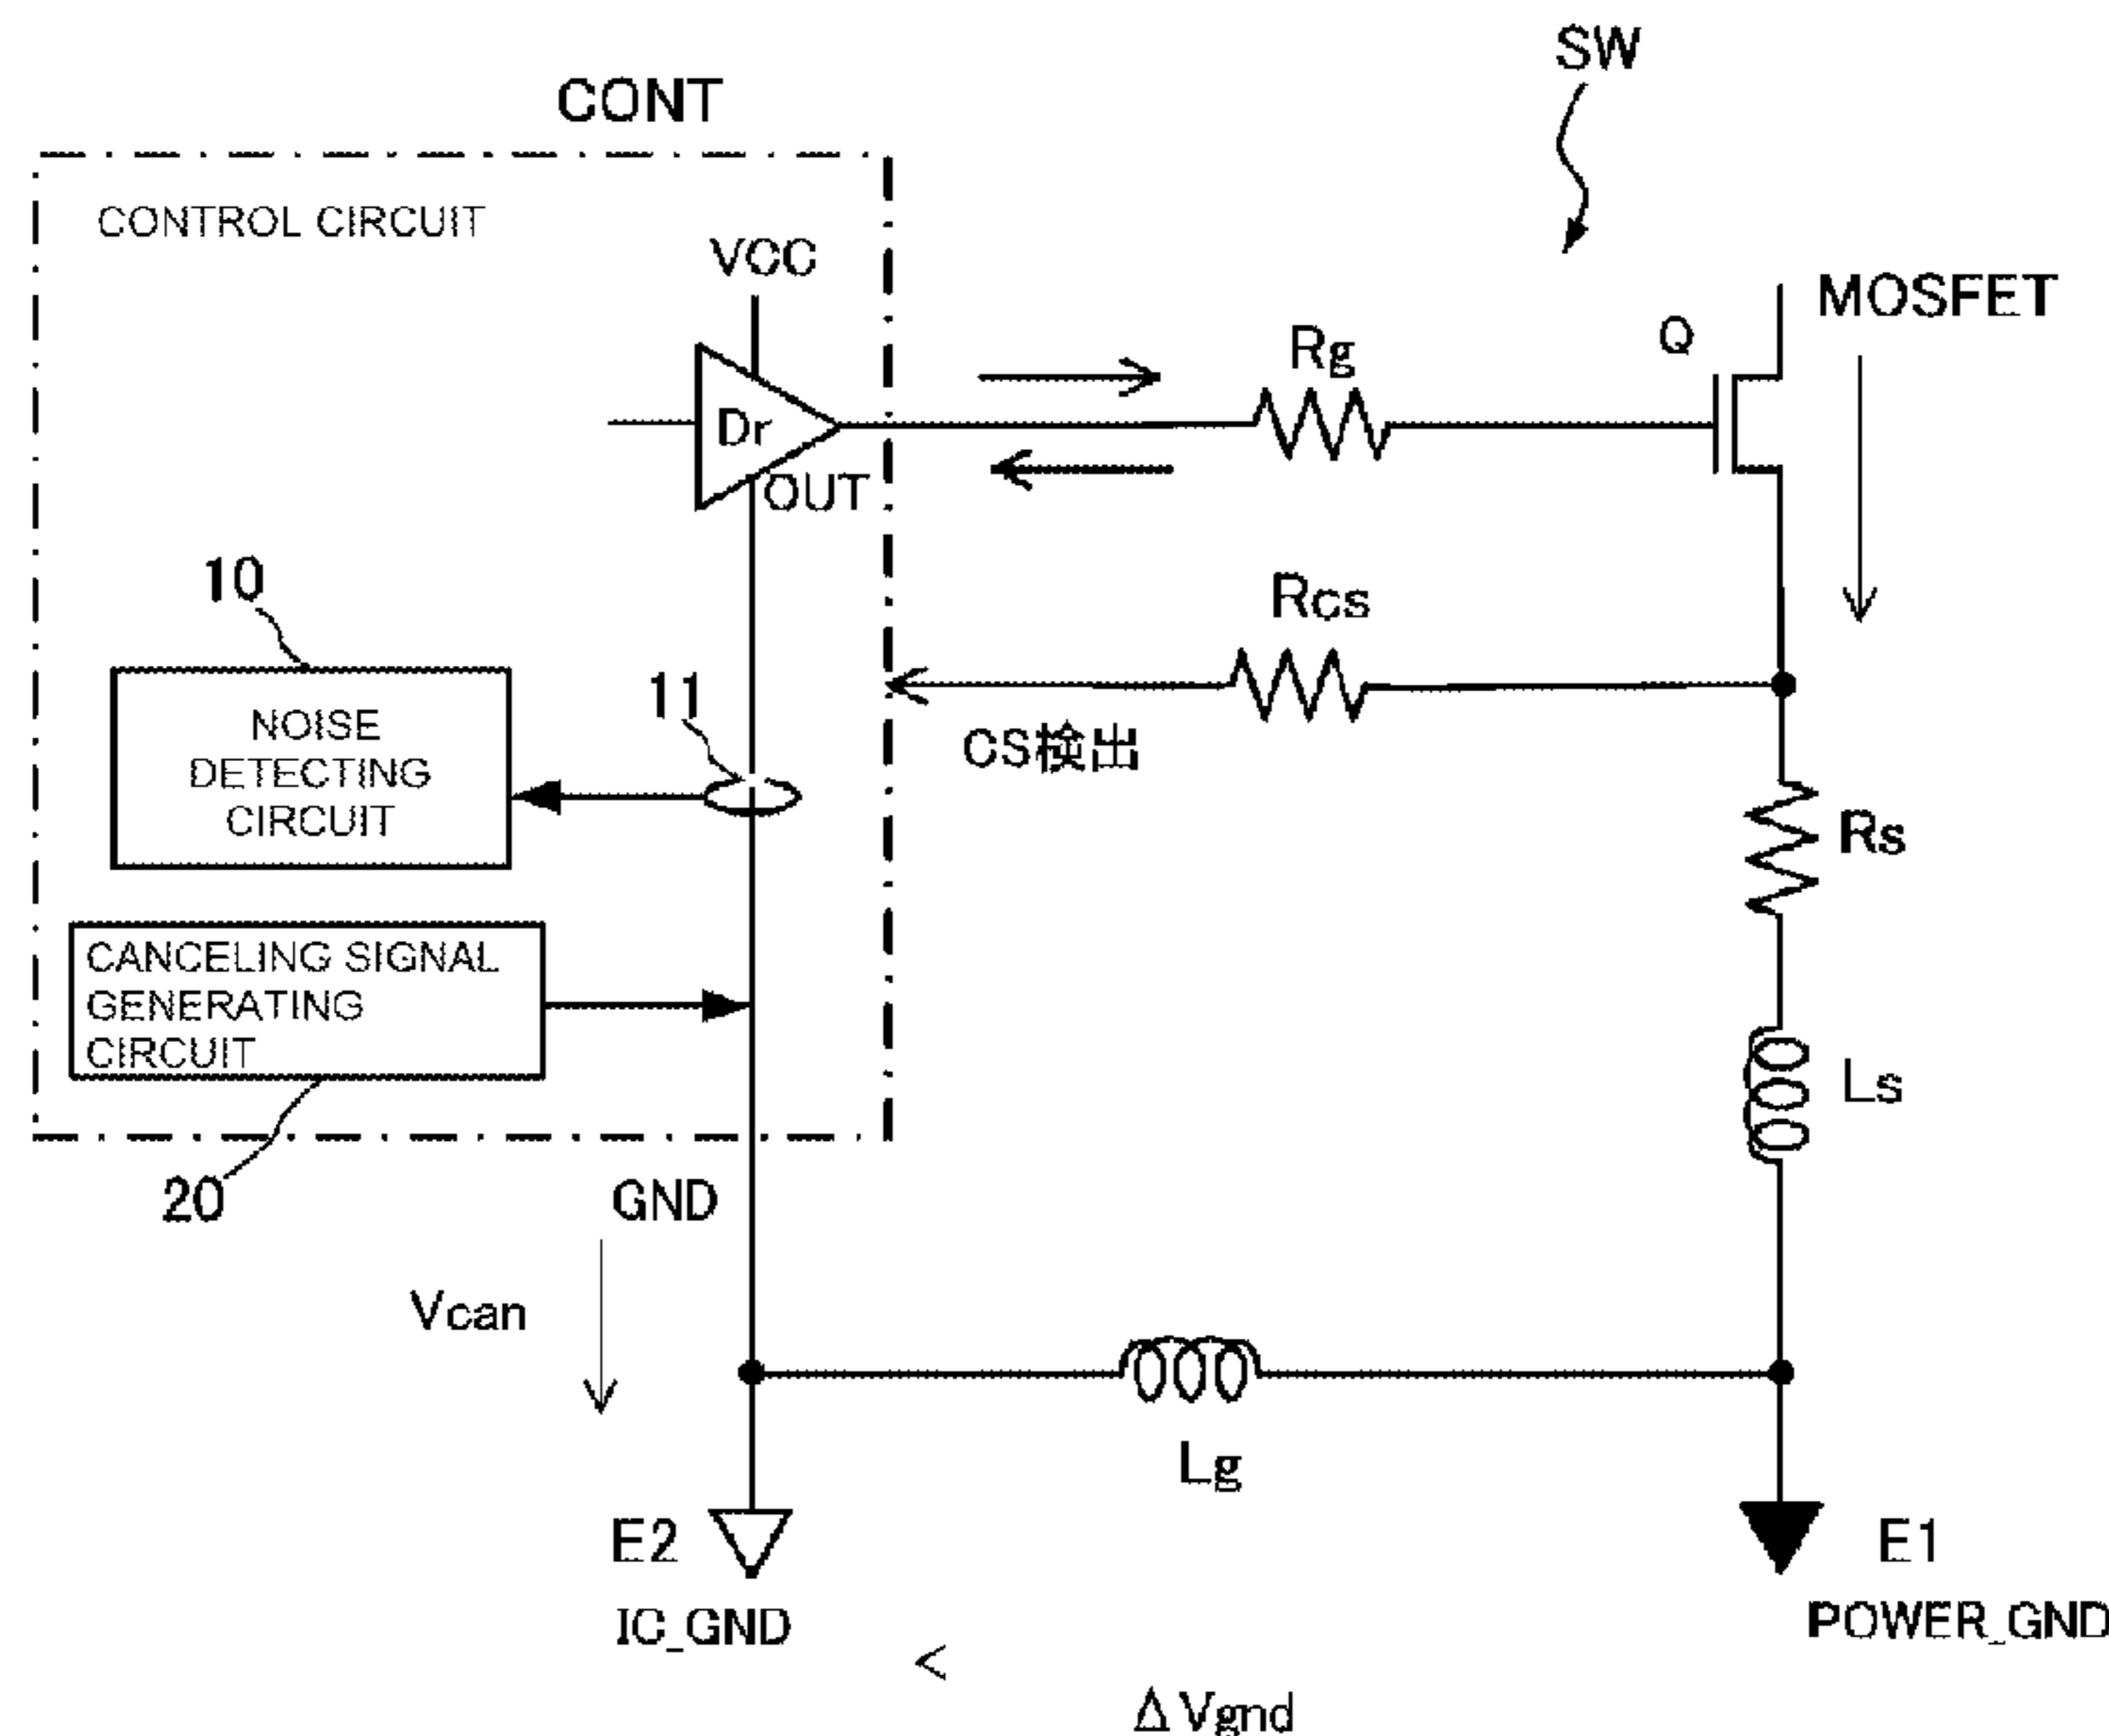 SW
CONT
CONTROL CIRCUIT
VCC
MOSFET
Q
Rg
Dr
OUT
10
Rcs
11
NOISE
DETECTING
CIRCUIT
CS検出
Rs
CANCELING SIGNAL
GENERATING
CIRCUIT
Ls
20
GND
Vcan
Lg
E2
E1
IC_GND
POWER_GND
<
ΔVgnd